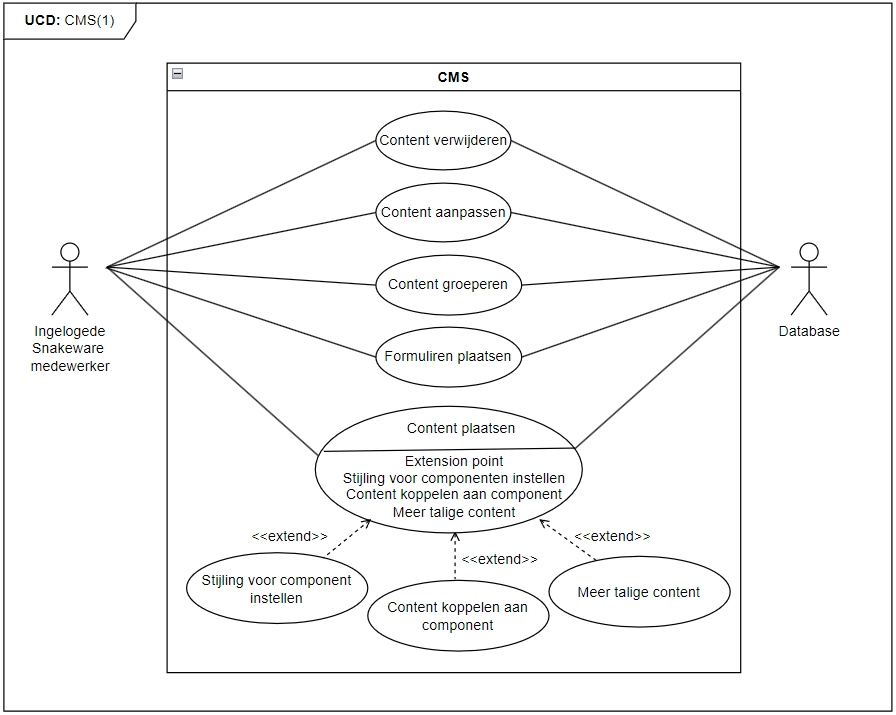 UCD: CMS(1)
CMS
Content verwijderen
Content aanpassen
Content groeperen
Formuliren plaatsen
Ingelogede
Snakeware
medewerker
Database
Content plaatsen
Extension point
Stijling voor componenten instellen
Content koppelen aan component
Meer talige content
<<extend>>
<<extend>>
<<extend>>
Stijling voor component
instellen
Content koppelen aan
component
Meer talige content